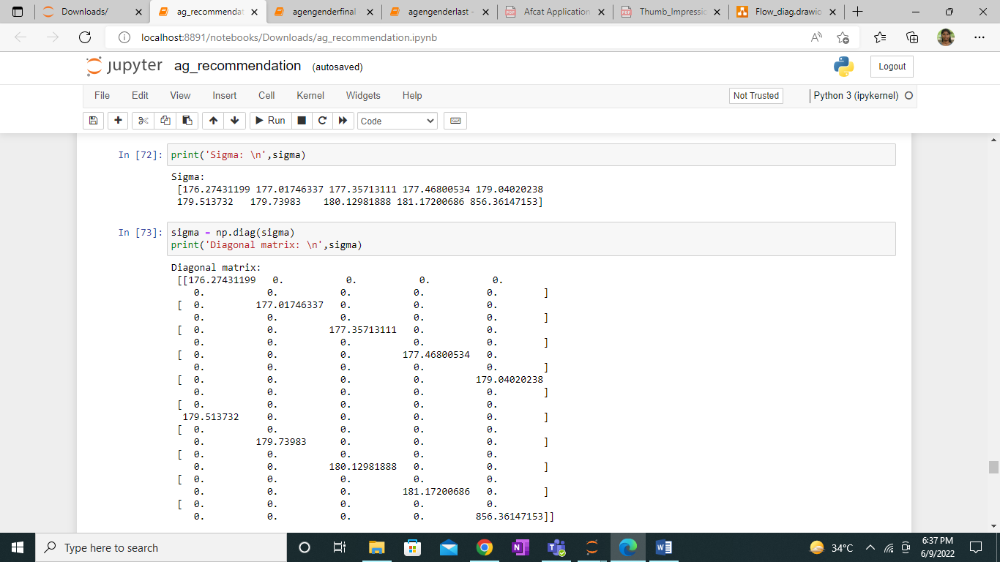 Downloads/
ag_recommendat
agengenderfinal
agengenderlast -
Afcat Application
Thumb_Impressic
Flow_diag.drawio
localhost:8891/notebooks/Downloads/ag_recommendation.ipynb
jupyter ag_recommendation (autosaved)
Logout
File Edit View Insert Cell Kernel Widgets Help
Not Trusted
Python 3 (ipykernel)
Run
Code
In [72]: print('Sigma: \n',sigma)
Sigma:
[176.27431199 177.01746337 177.35713111 177.46800534 179.04020238
179.513732 179.73983 180.12981888 181.17200686 856.36147153]
In [73]: sigma = np.diag(sigma)
print('Diagonal matrix: \n',sigma)
Diagonal matrix:
[[176.27431199 0. 0. 0. 0.
0. 0. 0. 0. 0. ]
[ 0. 177.01746337 0. 0. 0.
0. 0. 0. 0. 0. ]
[ 0. 0. 177.35713111 0. 0.
0. 0. 0. 0. 0. ]
[ 0. 0. 0. 177.46800534 0.
0. 0. 0. 0. 0. ]
[ 0. 0. 0. 0. 179.04020238
0. 0. 0. 0. 0. ]
[ 0. 0. 0. 0. 0.
179.513732 0. 0. 0. 0. ]
[ 0. 0. 0. 0. 0.
0. 179.73983 0. 0. 0. ]
[ 0. 0. 0. 0. 0.
0. 0. 180.12981888 0. 0. ]
[ 0. 0. 0. 0. 0.
0. 0. 0. 181.17200686 0. ]
[ 0. 0. 0. 0. 0.
0. 0. 0. 0. 856.36147153]]
Type here to search
34°C
6:37 PM
6/9/2022